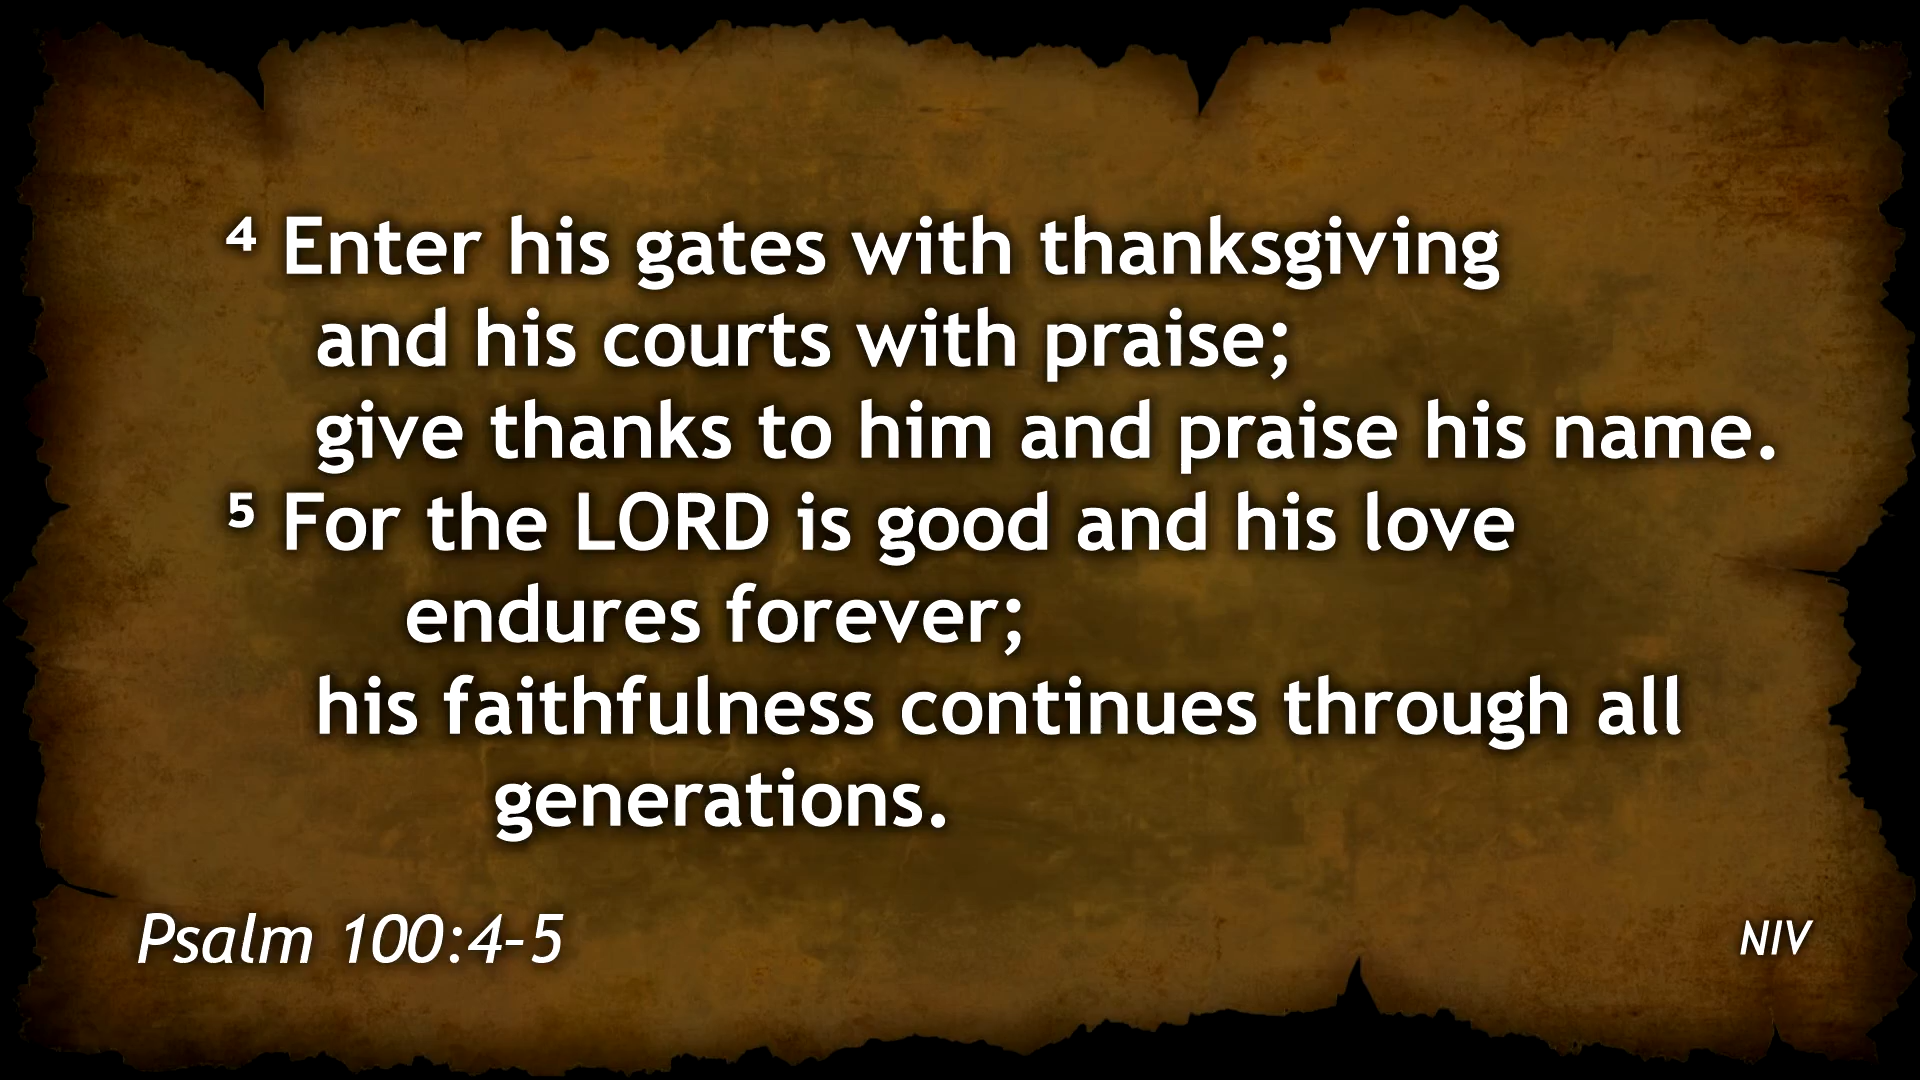 ⁴ Enter his gates with thanksgiving
and his courts with praise;
give thanks to him and praise his name.
⁵ For the LORD is good and his love
endures forever;
his faithfulness continues through all
generations.
Psalm 100:4–5
NIV